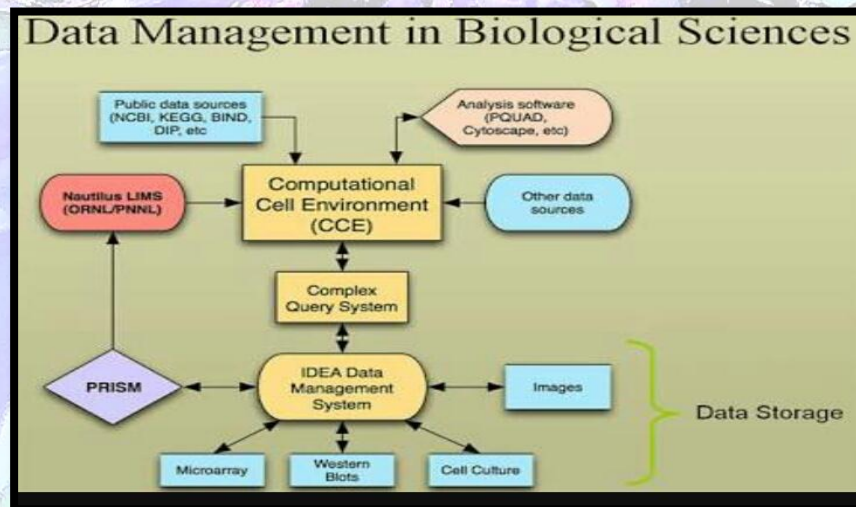 Data Management in Biological Sciences
Public data sources
(NCBI, KEGG, BIND,
DIP, etc
Analysis software
(PQUAD,
Cytoscape, etc)
Nautilus LIMS
(ORNL/PNNL)
Computational
Cell Environment
(CCE)
Other data
sources
Complex
Query System
PRISM
IDEA Data
Management
System
Images
Data Storage
Microarray
Western
Blots
Cell Culture